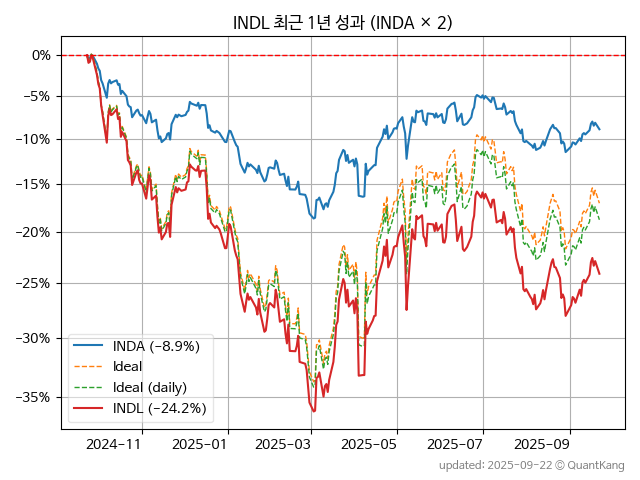 INDL 최근 1년 성과 (INDA × 2)
0%
−5%
−10%
−15%
−20%
−25%
−30%
−35%
INDA (−8.9%)
Ideal
Ideal (daily)
INDL (−24.2%)
2024-11 2025-01 2025-03 2025-05 2025-07 2025-09
updated: 2025-09-22 © QuantKang